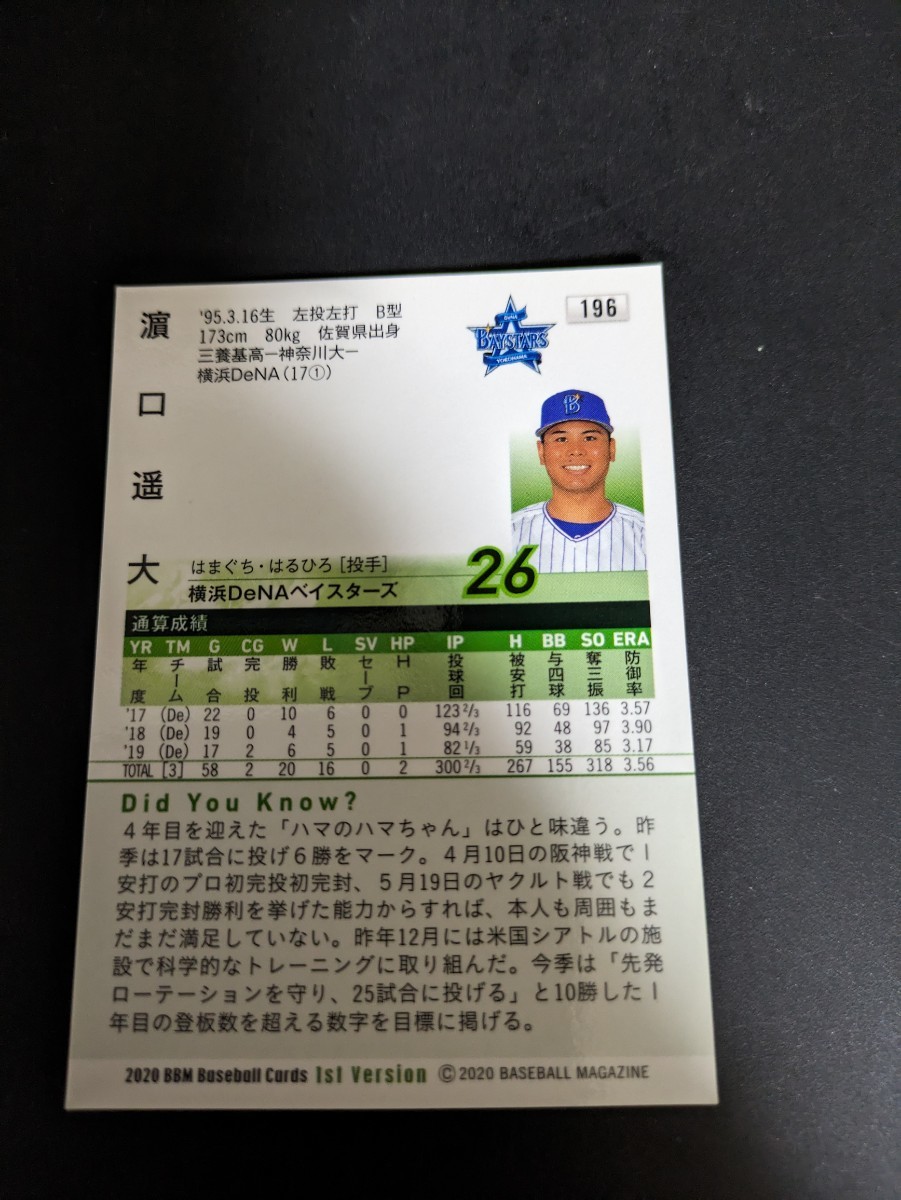 濵口遥大
'95.3.16生 左投左打 B型
173cm 80kg 佐賀県出身
三養基高ー神奈川大ー
横浜DeNA(17①)
DeNA
BAYSTARS
YOKOHAMA
196
B
はまぐち・はるひろ[投手]
横浜DeNAベイスターズ
26
通算成績
YR TM G CG W L SV HP IP H BB SO ERA
年度 チーム 試合 完投 勝利 敗戦 セーブ HP 投球回 被安打 与四球 奪三振 防御率
'17 (De) 22 0 10 6 0 0 123 2/3 116 69 136 3.57
'18 (De) 19 0 4 5 0 1 94 2/3 92 48 97 3.90
'19 (De) 17 2 6 5 0 1 82 1/3 59 38 85 3.17
TOTAL [3] 58 2 20 16 0 2 300 2/3 267 155 318 3.56
Did You Know?
4年目を迎えた「ハマのハマちゃん」はひと味違う。昨
季は17試合に投げ6勝をマーク。4月10日の阪神戦で1
安打のプロ初完投初完封、5月19日のヤクルト戦でも2
安打完封勝利を挙げた能力からすれば、本人も周囲もま
だまだ満足していない。昨年12月には米国シアトルの施
設で科学的なトレーニングに取り組んだ。今季は「先発
ローテーションを守り、25試合に投げる」と10勝した1
年目の登板数を超える数字を目標に掲げる。
2020 BBM Baseball Cards 1st Version ©2020 BASEBALL MAGAZINE